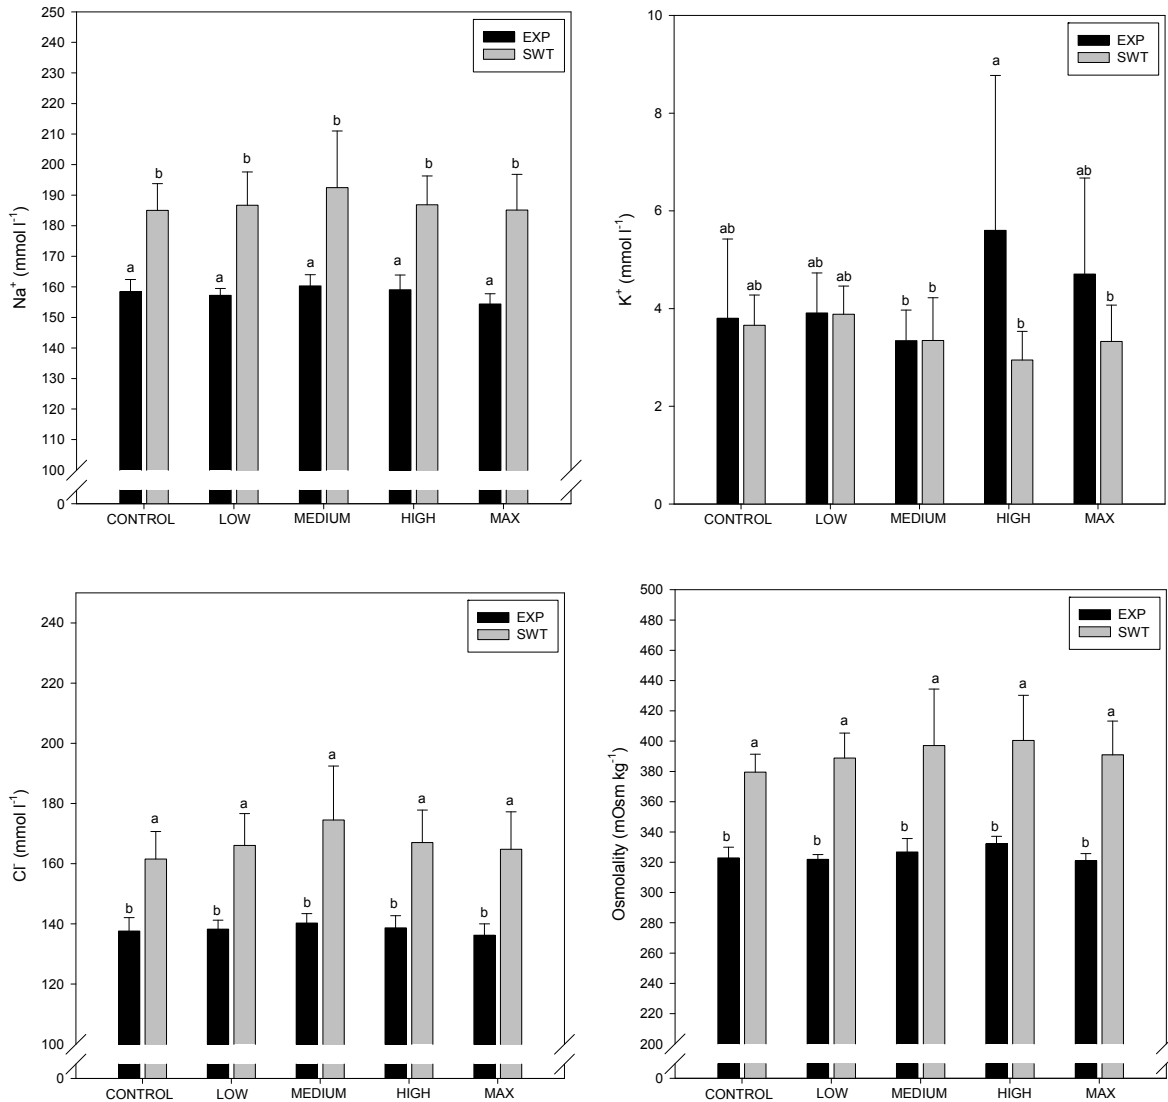 Na⁺ (mmol l⁻¹)
250
240
230
220
210
200
190
180
170
160
150
140
130
120
110
100
0
EXP
SWT
a b a b a b a b a b
CONTROL LOW MEDIUM HIGH MAX
K⁺ (mmol l⁻¹)
10
8
6
4
2
0
EXP
SWT
ab ab ab ab b b a b ab b
CONTROL LOW MEDIUM HIGH MAX
Cl⁻ (mmol l⁻¹)
240
220
200
180
160
140
120
100
0
EXP
SWT
b a b a b a b a b a
CONTROL LOW MEDIUM HIGH MAX
Osmolality (mOsm kg⁻¹)
500
480
460
440
420
400
380
360
340
320
300
280
260
240
220
200
0
EXP
SWT
b a b a b a b a b a
CONTROL LOW MEDIUM HIGH MAX